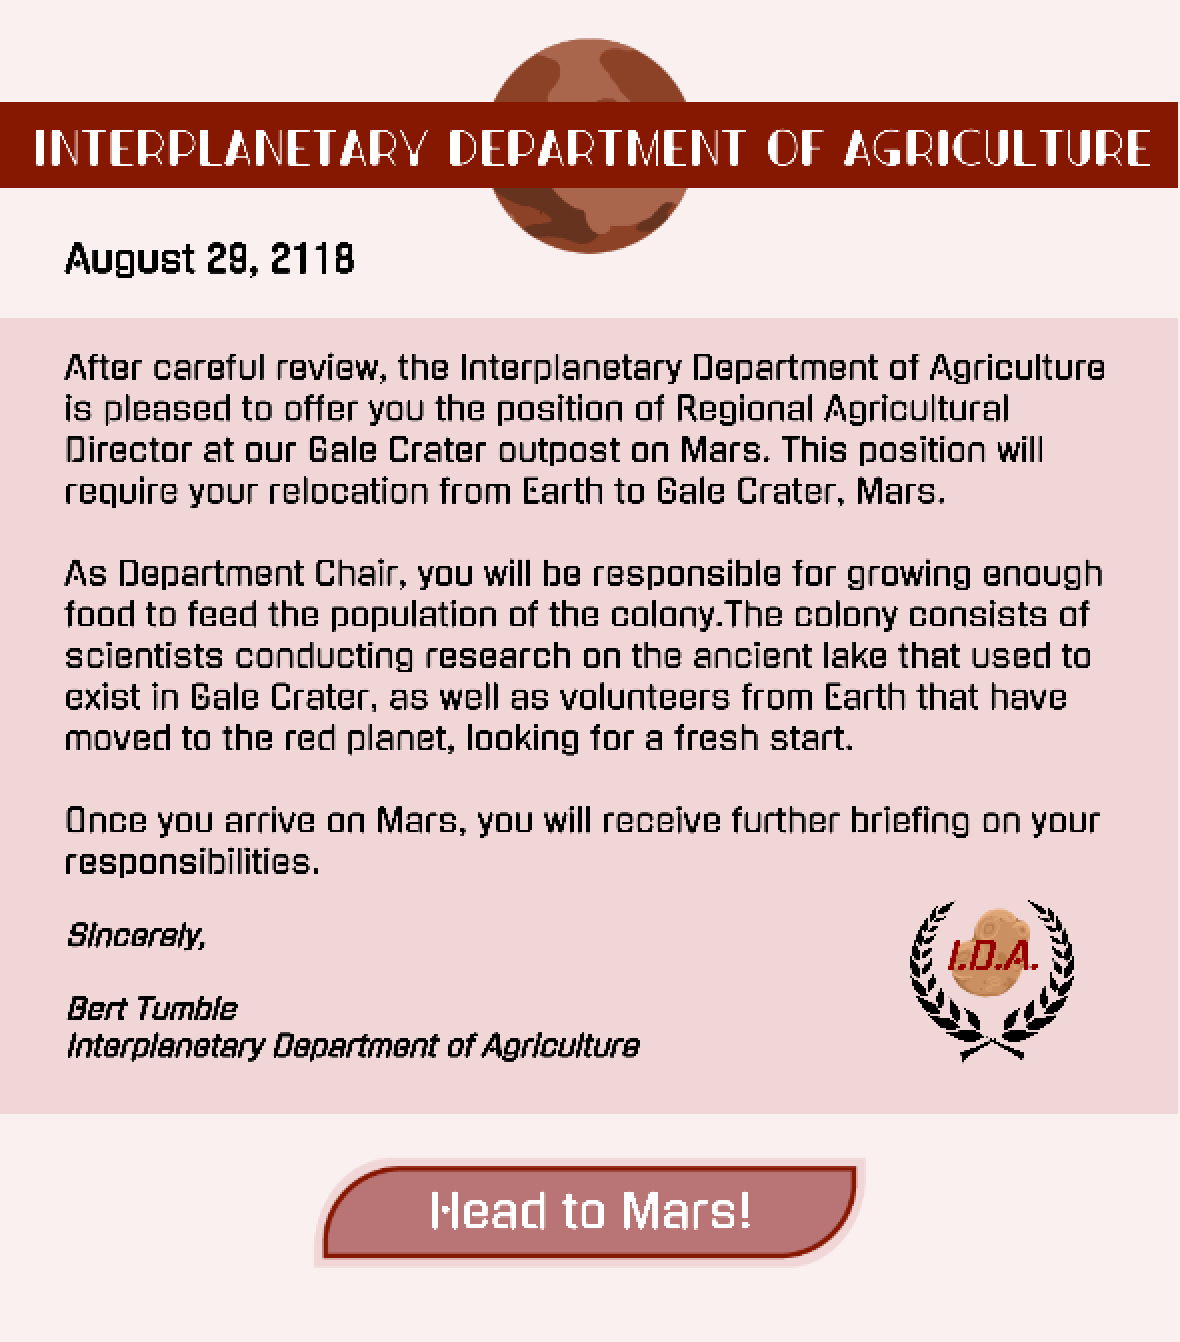 INTERPLANETARY DEPARTMENT OF AGRICULTURE
August 29, 2118
After careful review, the Interplanetary Department of Agriculture
is pleased to offer you the position of Regional Agricultural
Director at our Gale Crater outpost on Mars. This position will
require your relocation from Earth to Gale Crater, Mars.
As Department Chair, you will be responsible for growing enough
food to feed the population of the colony.The colony consists of
scientists conducting research on the ancient lake that used to
exist in Gale Crater, as well as volunteers from Earth that have
moved to the red planet, looking for a fresh start.
Once you arrive on Mars, you will receive further briefing on your
responsibilities.
Sincerely,
I.D.A.
Bert Tumble
Interplanetary Department of Agriculture
Head to Mars!